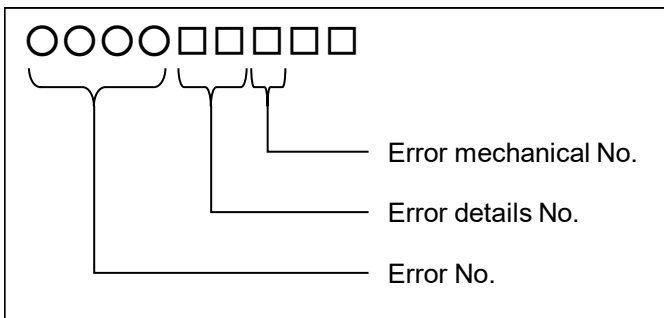 ○○○○□□□□□
Error mechanical No.
Error details No.
Error No.